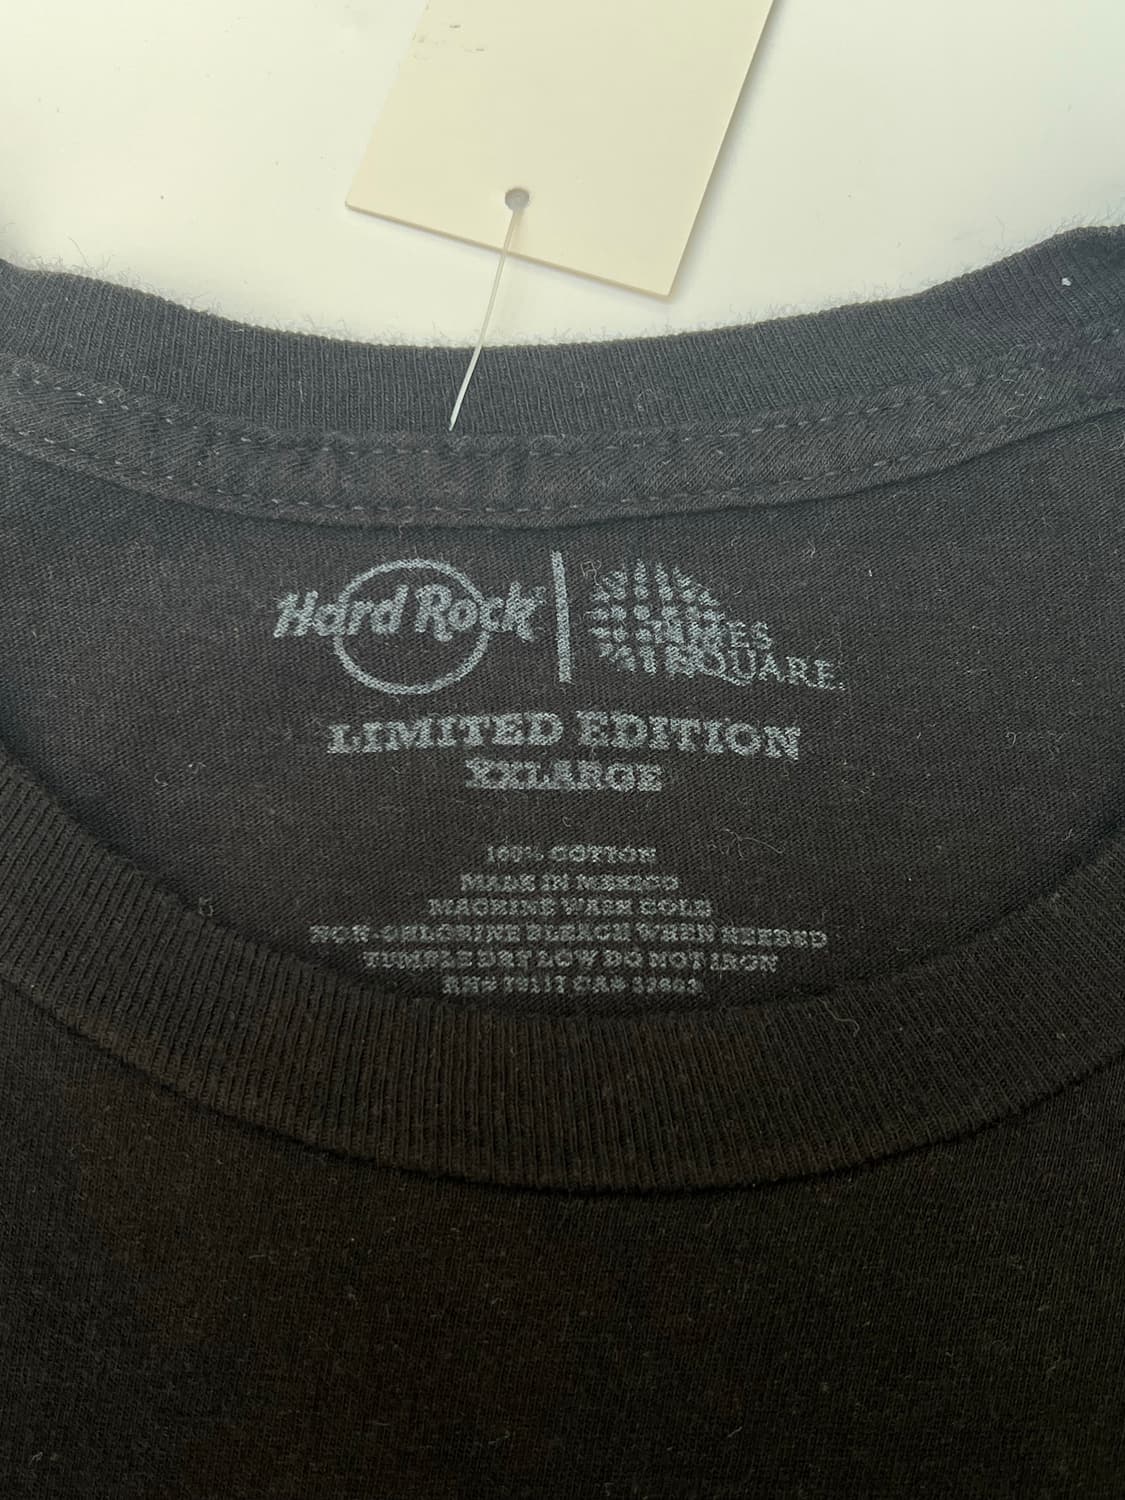 Hard Rock | TIMES
SQUARE
LIMITED EDITION
XXLARGE
100% COTTON
MADE IN MEXICO
MACHINE WASH COLD
NON-CHLORINE BLEACH WHEN NEEDED
TUMBLE DRY LOW DO NOT IRON
CA#